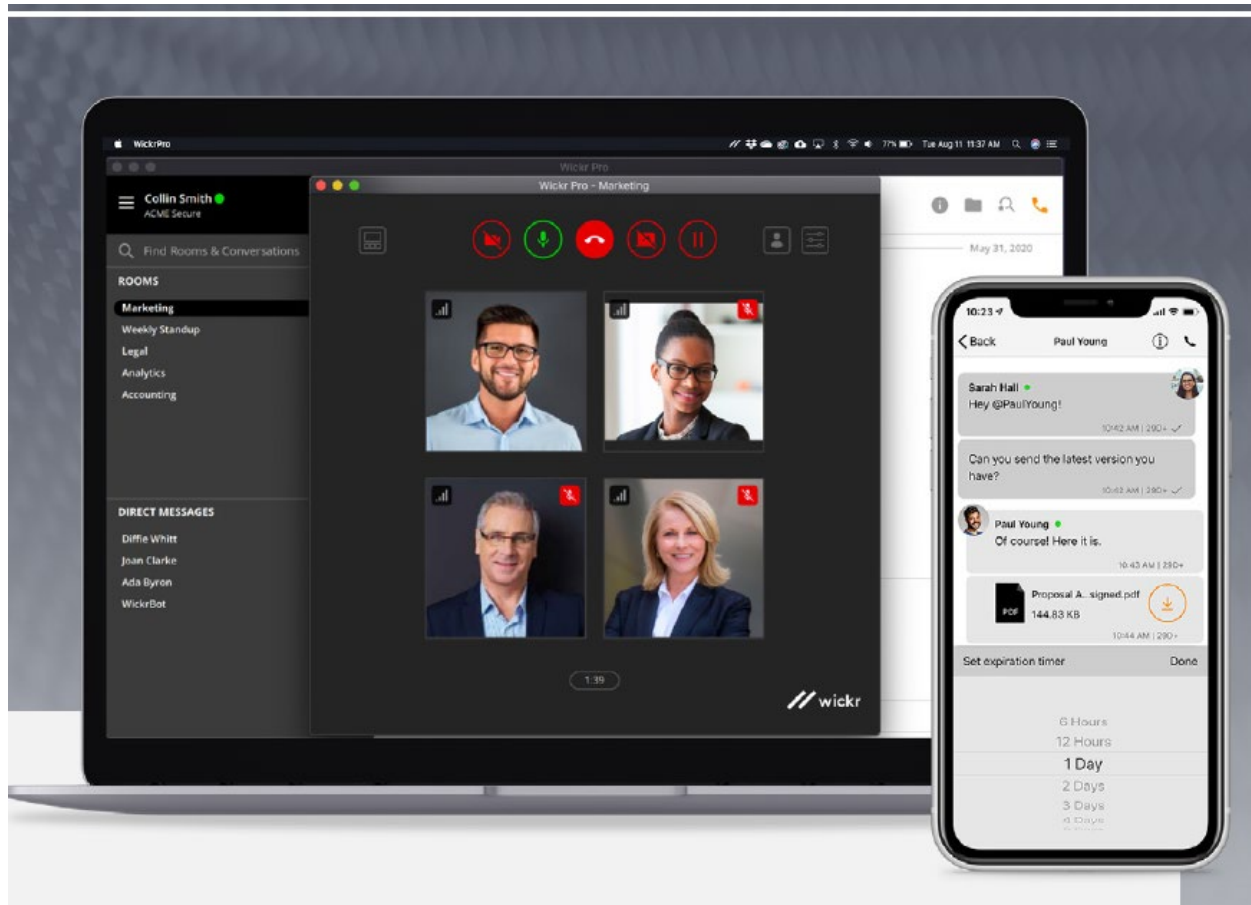 WickrPro
77%
Tue Aug 11 11:37 AM
Wickr Pro
Collin Smith
ACME Secure
Find Rooms & Conversations
ROOMS
Marketing
Weekly Standup
Legal
Analytics
Accounting
DIRECT MESSAGES
Diffie Whitt
Joan Clarke
Ada Byron
WickrBot
Wickr Pro - Marketing
1:39
wickr
May 31, 2020
10:23
Back
Paul Young
Sarah Hall
Hey @PaulYoung!
10:42 AM | 29D+
Can you send the latest version you
have?
10:42 AM | 29D+
Paul Young
Of course! Here it is.
10:43 AM | 29D+
Proposal A...signed.pdf
PDF
144.83 KB
10:44 AM | 29D+
Set expiration timer
Done
6 Hours
12 Hours
1 Day
2 Days
3 Days
4 Days